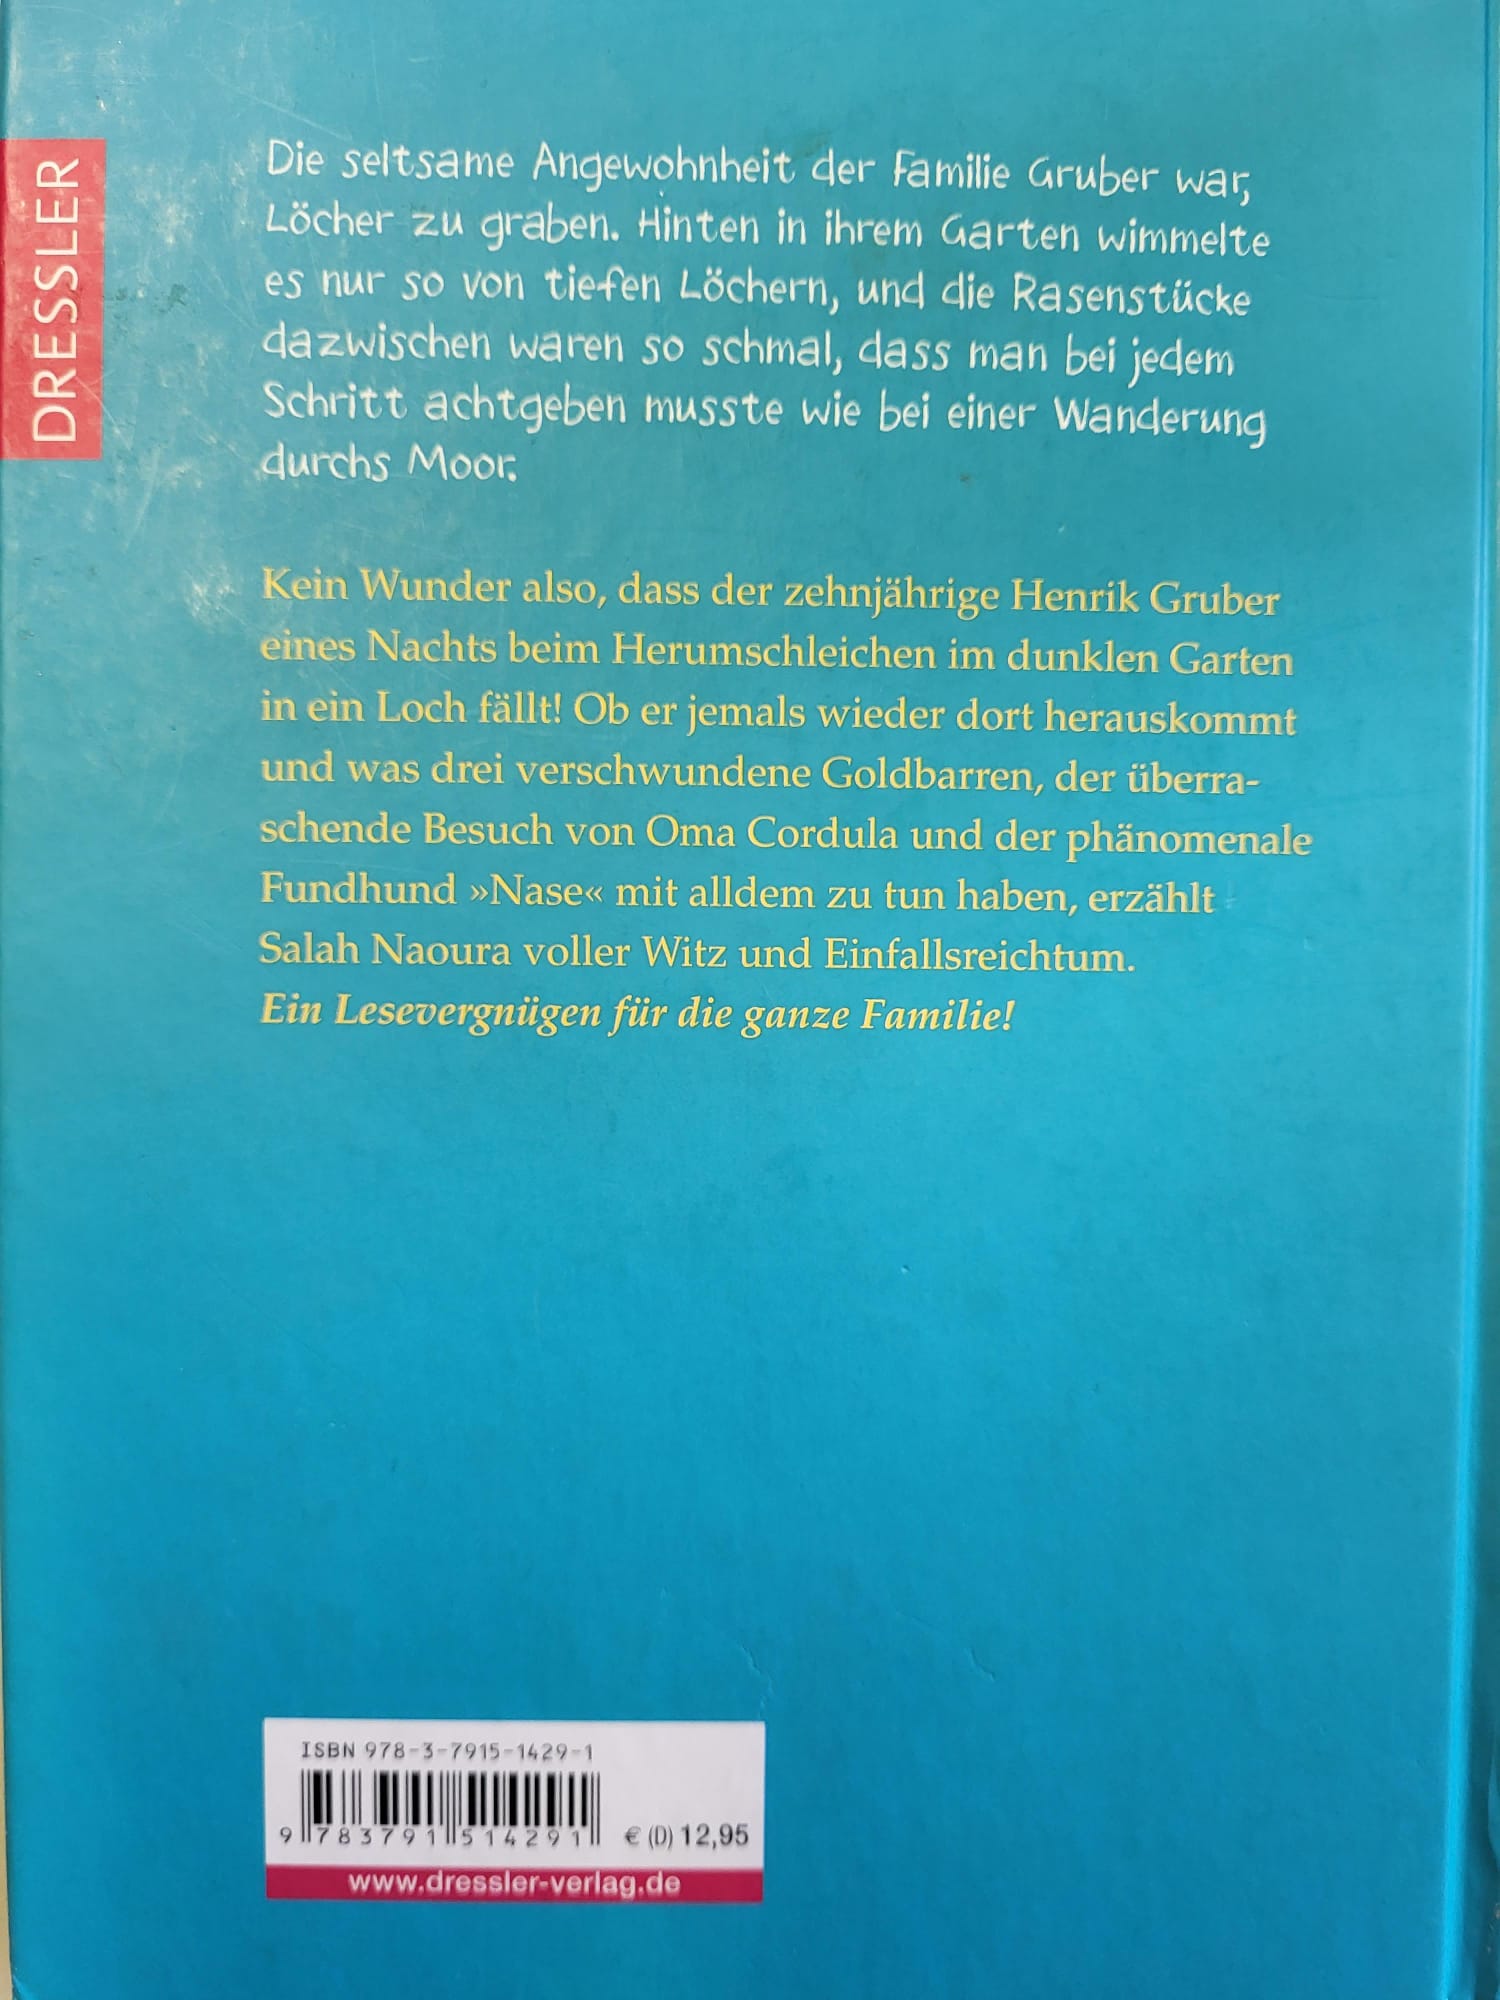 DRESSLER
Die seltsame Angewohnheit der Familie Gruber war,
Löcher zu graben. Hinten in ihrem Garten wimmelte
es nur so von tiefen Löchern, und die Rasenstücke
dazwischen waren so schmal, dass man bei jedem
Schritt achtgeben musste wie bei einer Wanderung
durchs Moor.
Kein Wunder also, dass der zehnjährige Henrik Gruber
eines Nachts beim Herumschleichen im dunklen Garten
in ein Loch fällt! Ob er jemals wieder dort herauskommt
und was drei verschwundene Goldbarren, der überra-
schende Besuch von Oma Cordula und der phänomenale
Fundhund »Nase« mit alldem zu tun haben, erzählt
Salah Naoura voller Witz und Einfallsreichtum.
Ein Lesevergnügen für die ganze Familie!
ISBN 978-3-7915-1429-1
9 783791 514291 € (D) 12,95
www.dressler-verlag.de